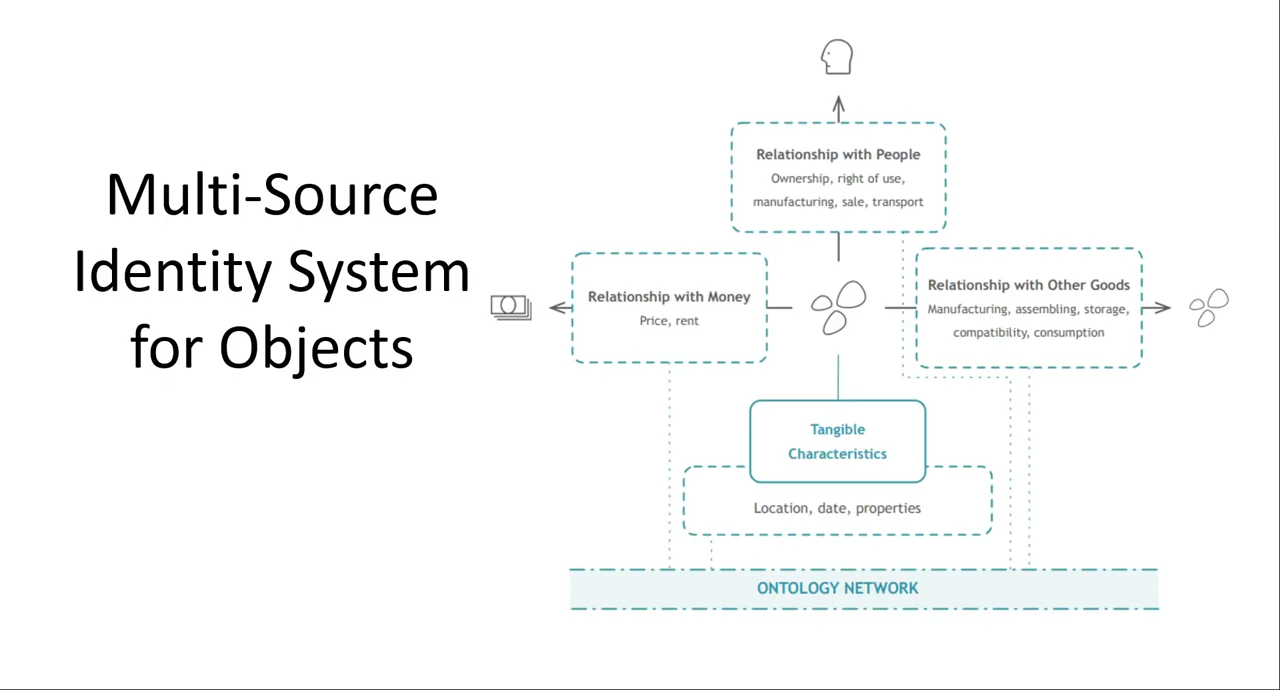 Multi-Source
Identity System
for Objects
Relationship with People
Ownership, right of use,
manufacturing, sale, transport
Relationship with Money
Price, rent
Relationship with Other Goods
Manufacturing, assembling, storage,
compatibility, consumption
Tangible
Characteristics
Location, date, properties
ONTOLOGY NETWORK